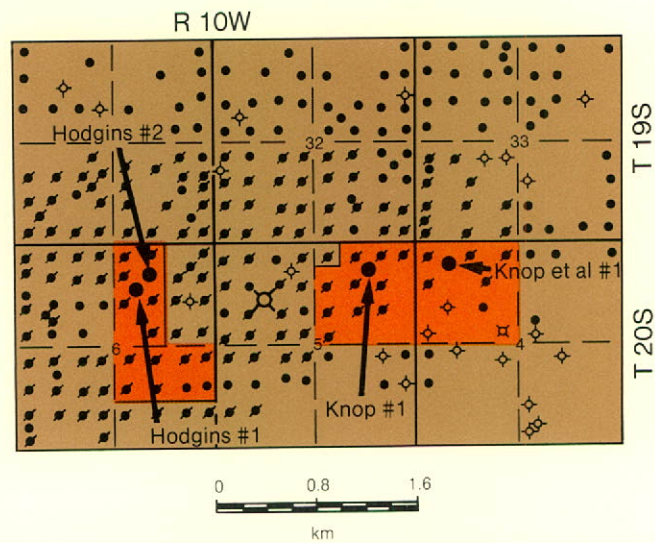 R 10W
Hodgins #2
32
33
T 19S
Knop et al #1
6
5
4
T 20S
Hodgins #1
Knop #1
0 0.8 1.6
km